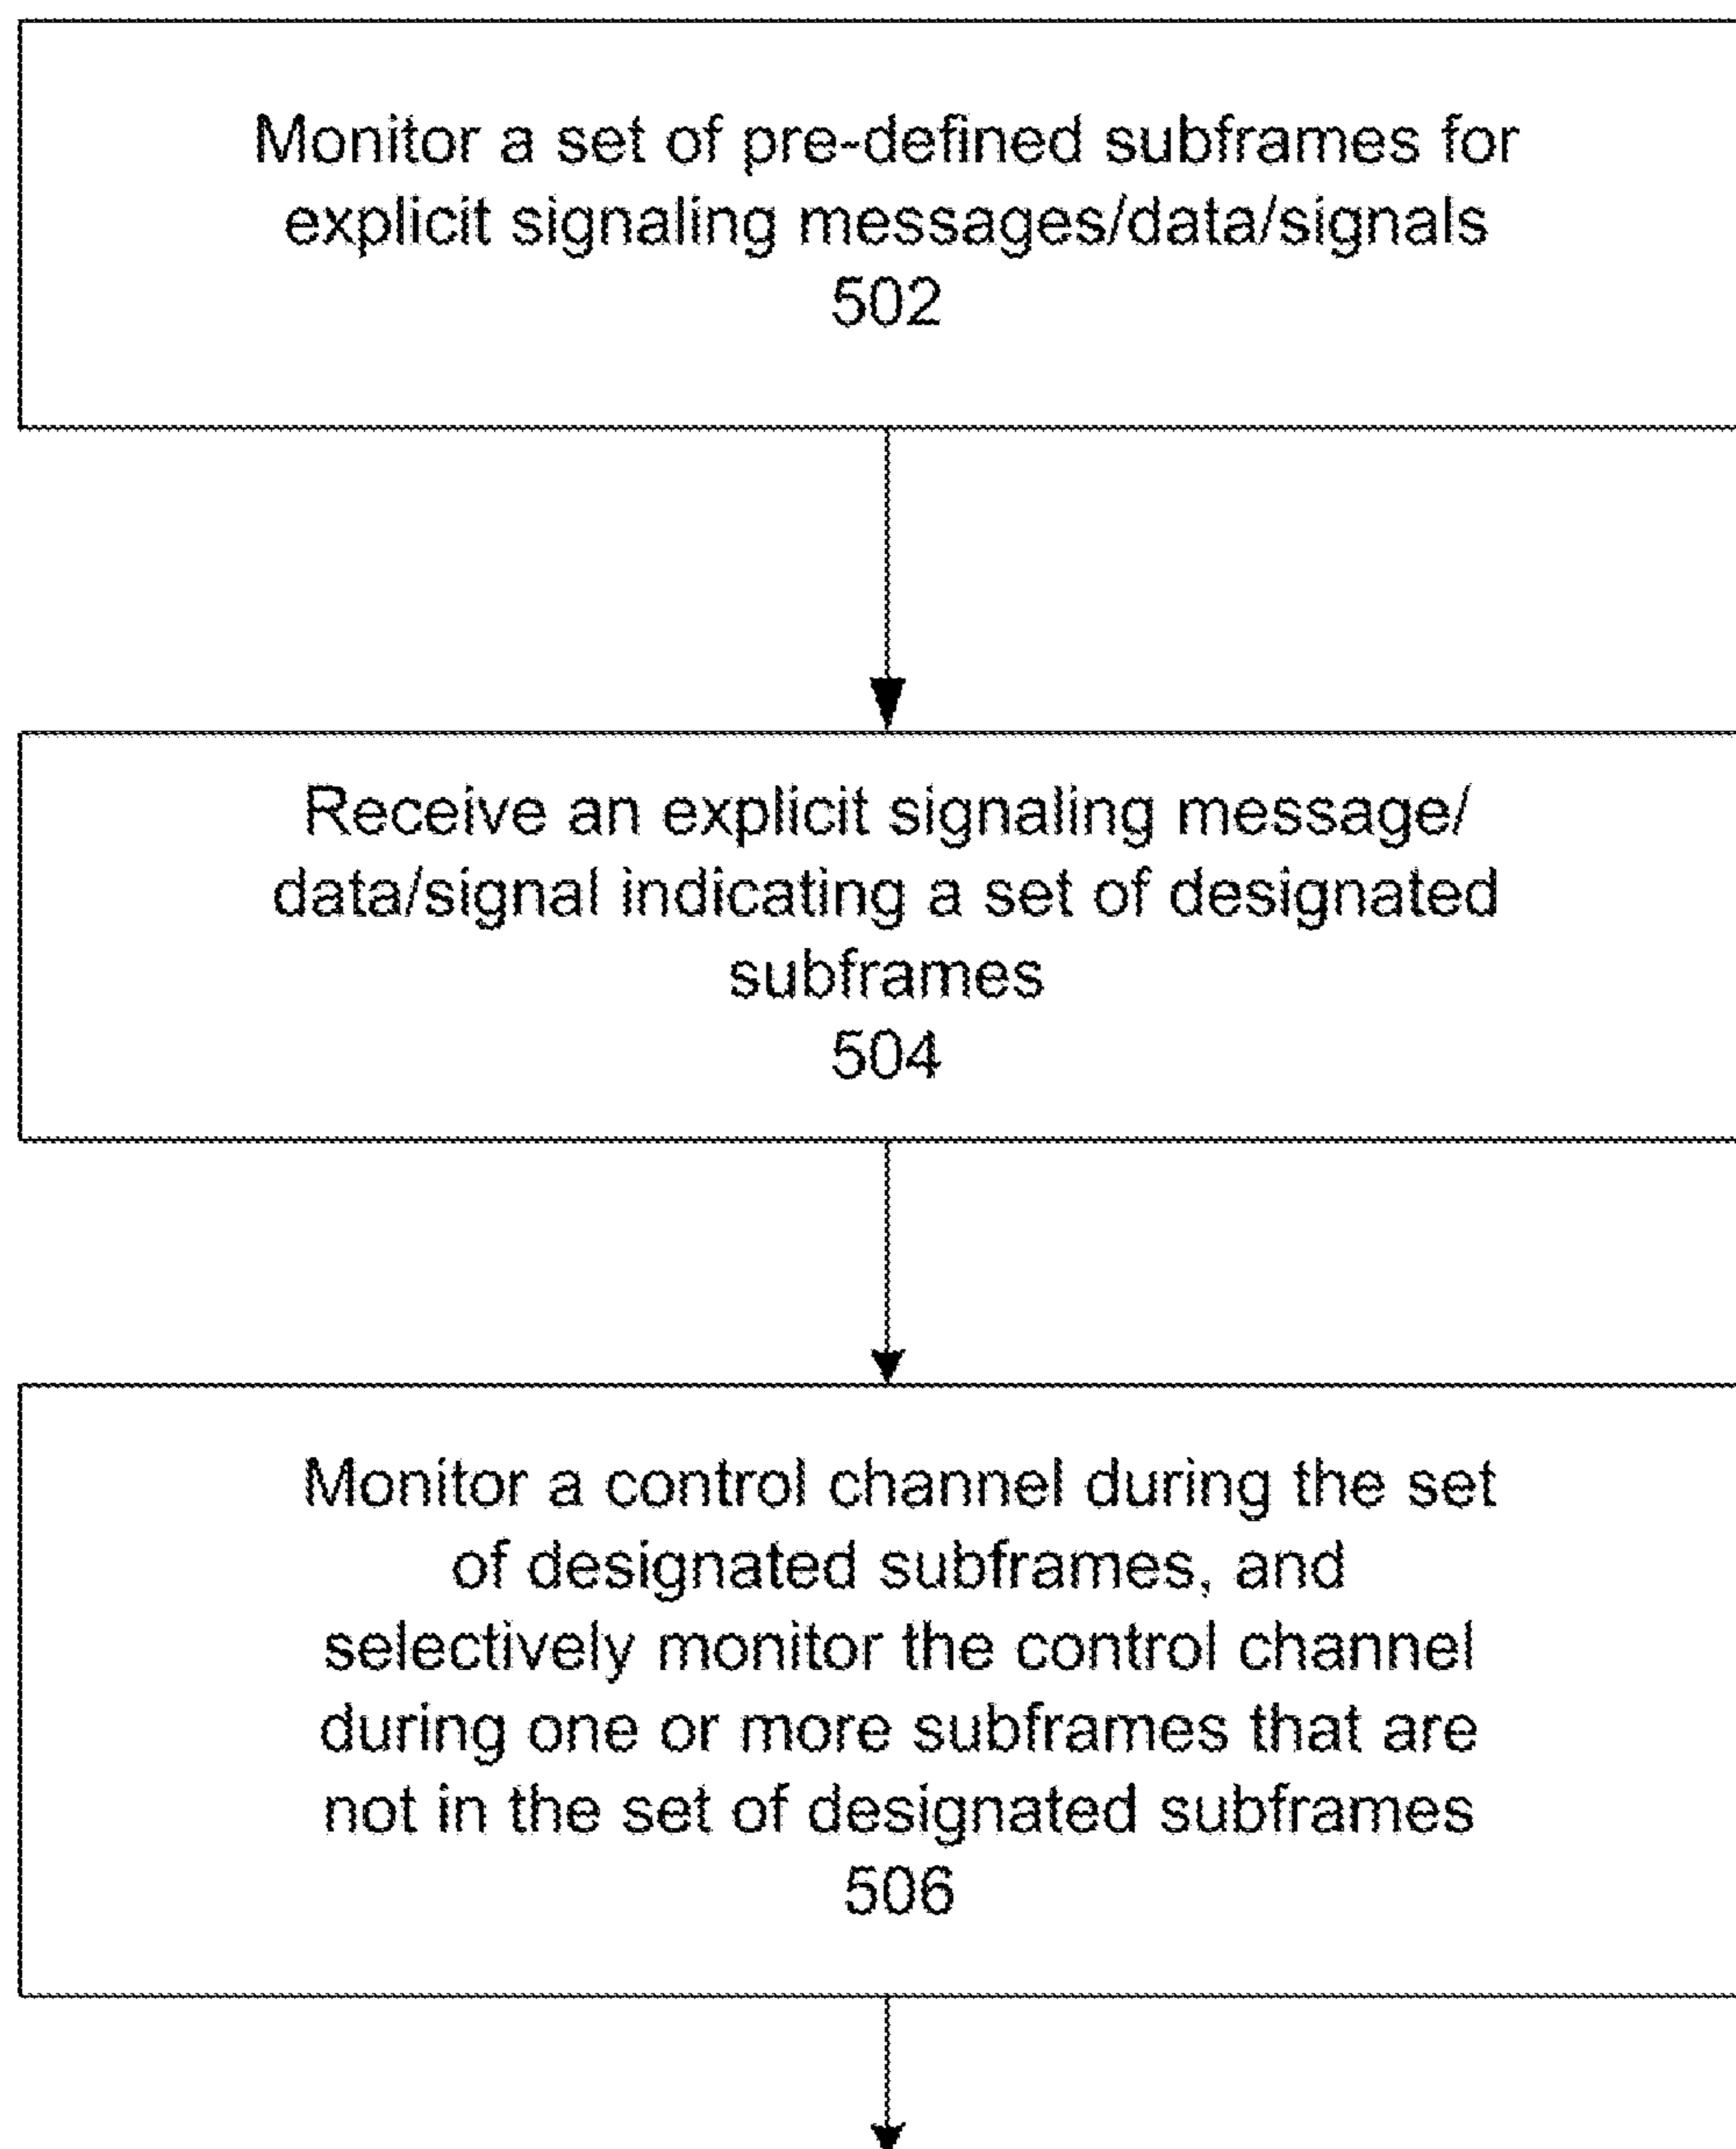 Monitor a set of pre-defined subframes for
explicit signaling messages/data/signals
502
Receive an explicit signaling message/
data/signal indicating a set of designated
subframes
504
Monitor a control channel during the set
of designated subframes, and
selectively monitor the control channel
during one or more subframes that are
not in the set of designated subframes
506